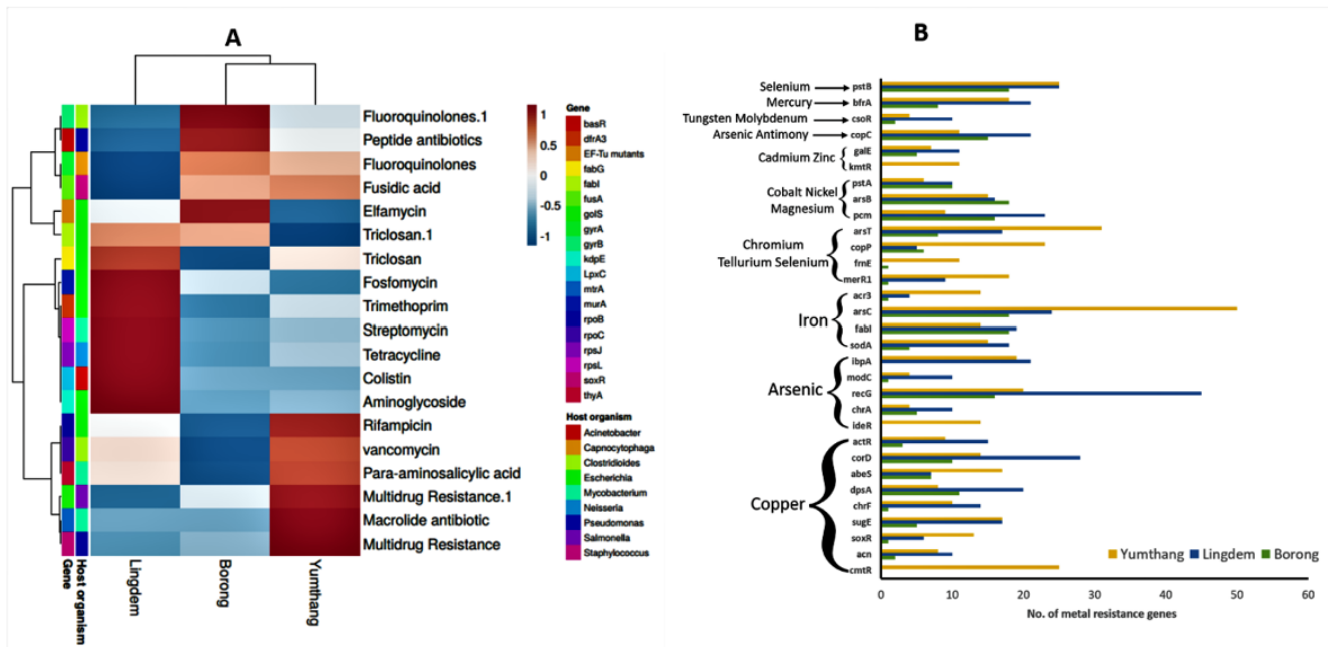 A
1
0.5
0
-0.5
-1
Fluoroquinolones.1
Peptide antibiotics
Fluoroquinolones
Fusidic acid
Elfamycin
Triclosan.1
Triclosan
Fosfomycin
Trimethoprim
Streptomycin
Tetracycline
Colistin
Aminoglycoside
Rifampicin
vancomycin
Para-aminosalicylic acid
Multidrug Resistance.1
Macrolide antibiotic
Multidrug Resistance
Gene
Host organism
Lingdem
Borong
Yumthang
Gene
basR
dfrA3
EF-Tu mutants
fabG
fabI
fusA
golS
gyrA
gyrB
kdpE
LpxC
mtrA
murA
rpoB
rpoC
rpsJ
rpsL
soxR
thyA
Host organism
Acinetobacter
Capnocytophaga
Clostridioides
Escherichia
Mycobacterium
Neisseria
Pseudomonas
Salmonella
Staphylococcus
B
Selenium
Mercury
Tungsten Molybdenum
Arsenic Antimony
Cadmium Zinc
Cobalt Nickel
Magnesium
Chromium
Tellurium Selenium
Iron
Arsenic
Copper
pstB
bfrA
csoR
copC
galE
kmtR
pstA
arsB
pcm
arsT
copP
frnE
merR1
acr3
arsC
fabI
sodA
ibpA
modC
recG
chrA
ideR
actR
corD
abeS
dpsA
chrF
sugE
soxR
acn
cmtR
Yumthang Lingdem Borong
0 10 20 30 40 50 60
No. of metal resistance genes